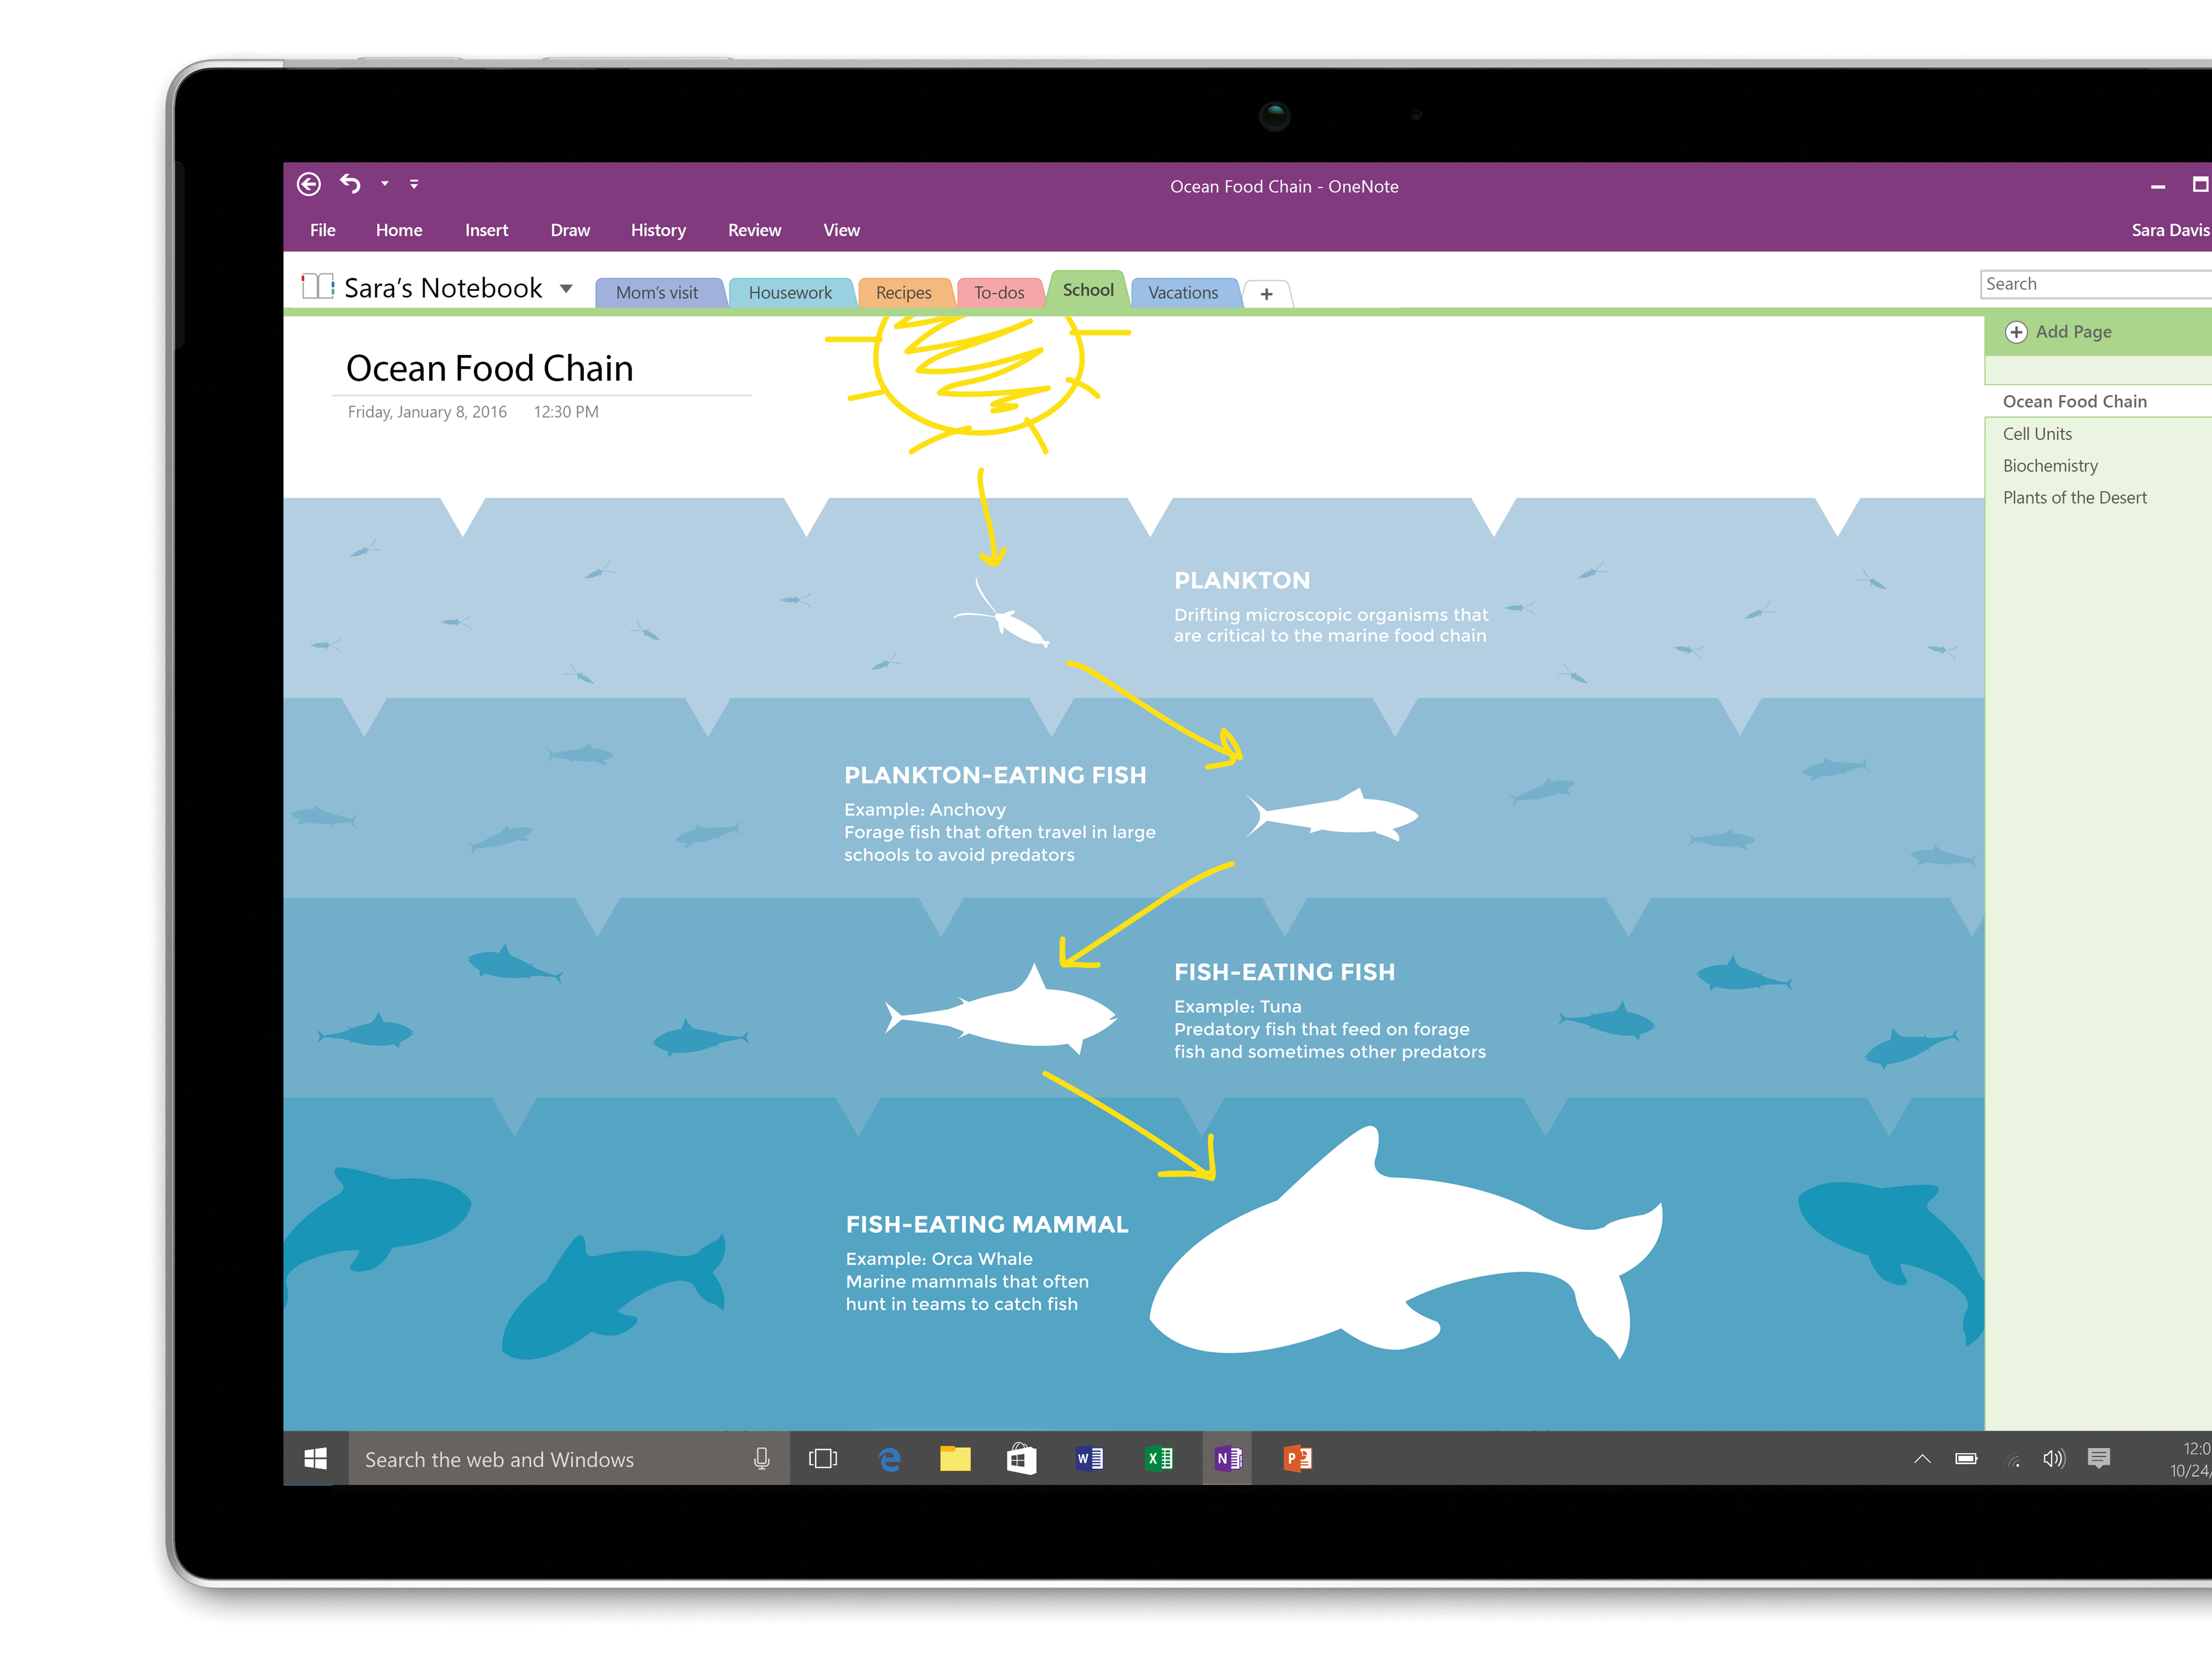 Ocean Food Chain - OneNote
File Home Insert Draw History Review View Sara Davis
Sara's Notebook Mom's visit Housework Recipes To-dos School Vacations + Search
Add Page
Ocean Food Chain
Friday, January 8, 2016 12:30 PM
Ocean Food Chain
Cell Units
Biochemistry
Plants of the Desert
PLANKTON
Drifting microscopic organisms that
are critical to the marine food chain
PLANKTON-EATING FISH
Example: Anchovy
Forage fish that often travel in large
schools to avoid predators
FISH-EATING FISH
Example: Tuna
Predatory fish that feed on forage
fish and sometimes other predators
FISH-EATING MAMMAL
Example: Orca Whale
Marine mammals that often
hunt in teams to catch fish
Search the web and Windows
W X N P
12:0
10/24/